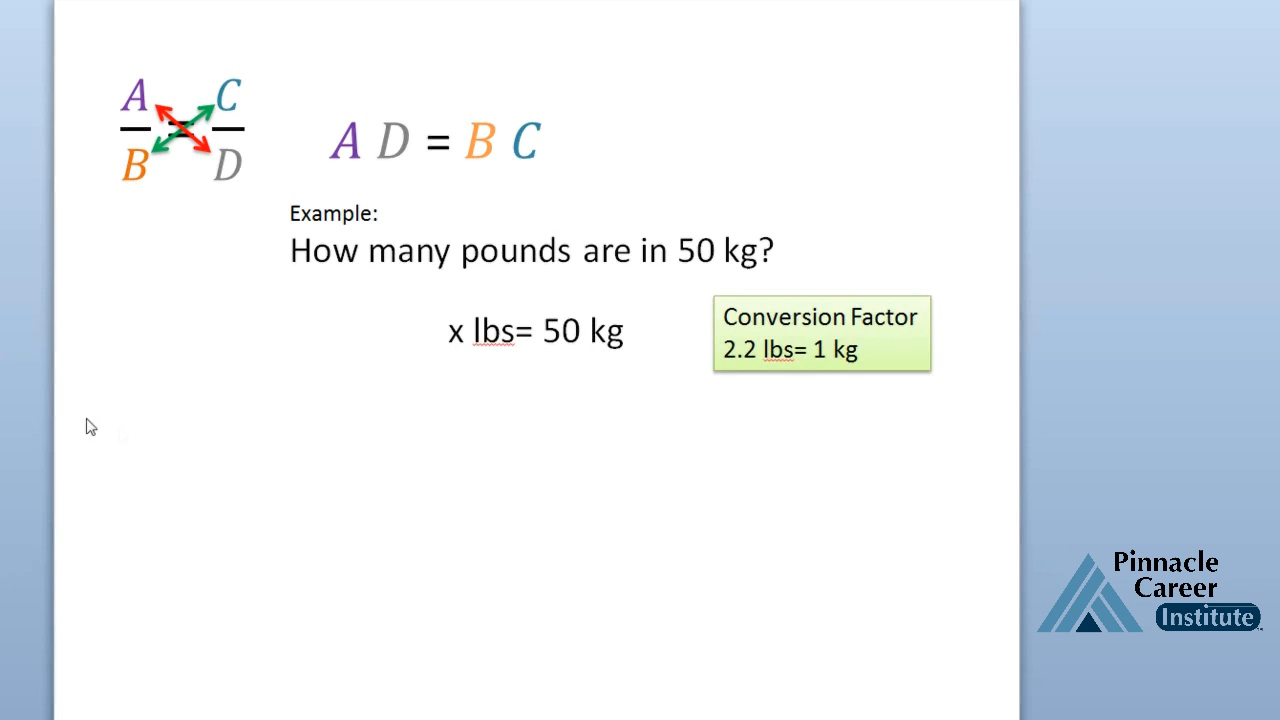 A = C
B D
A D = B C
Example:
How many pounds are in 50 kg?
x lbs= 50 kg
Conversion Factor
2.2 lbs= 1 kg
Pinnacle
Career
Institute